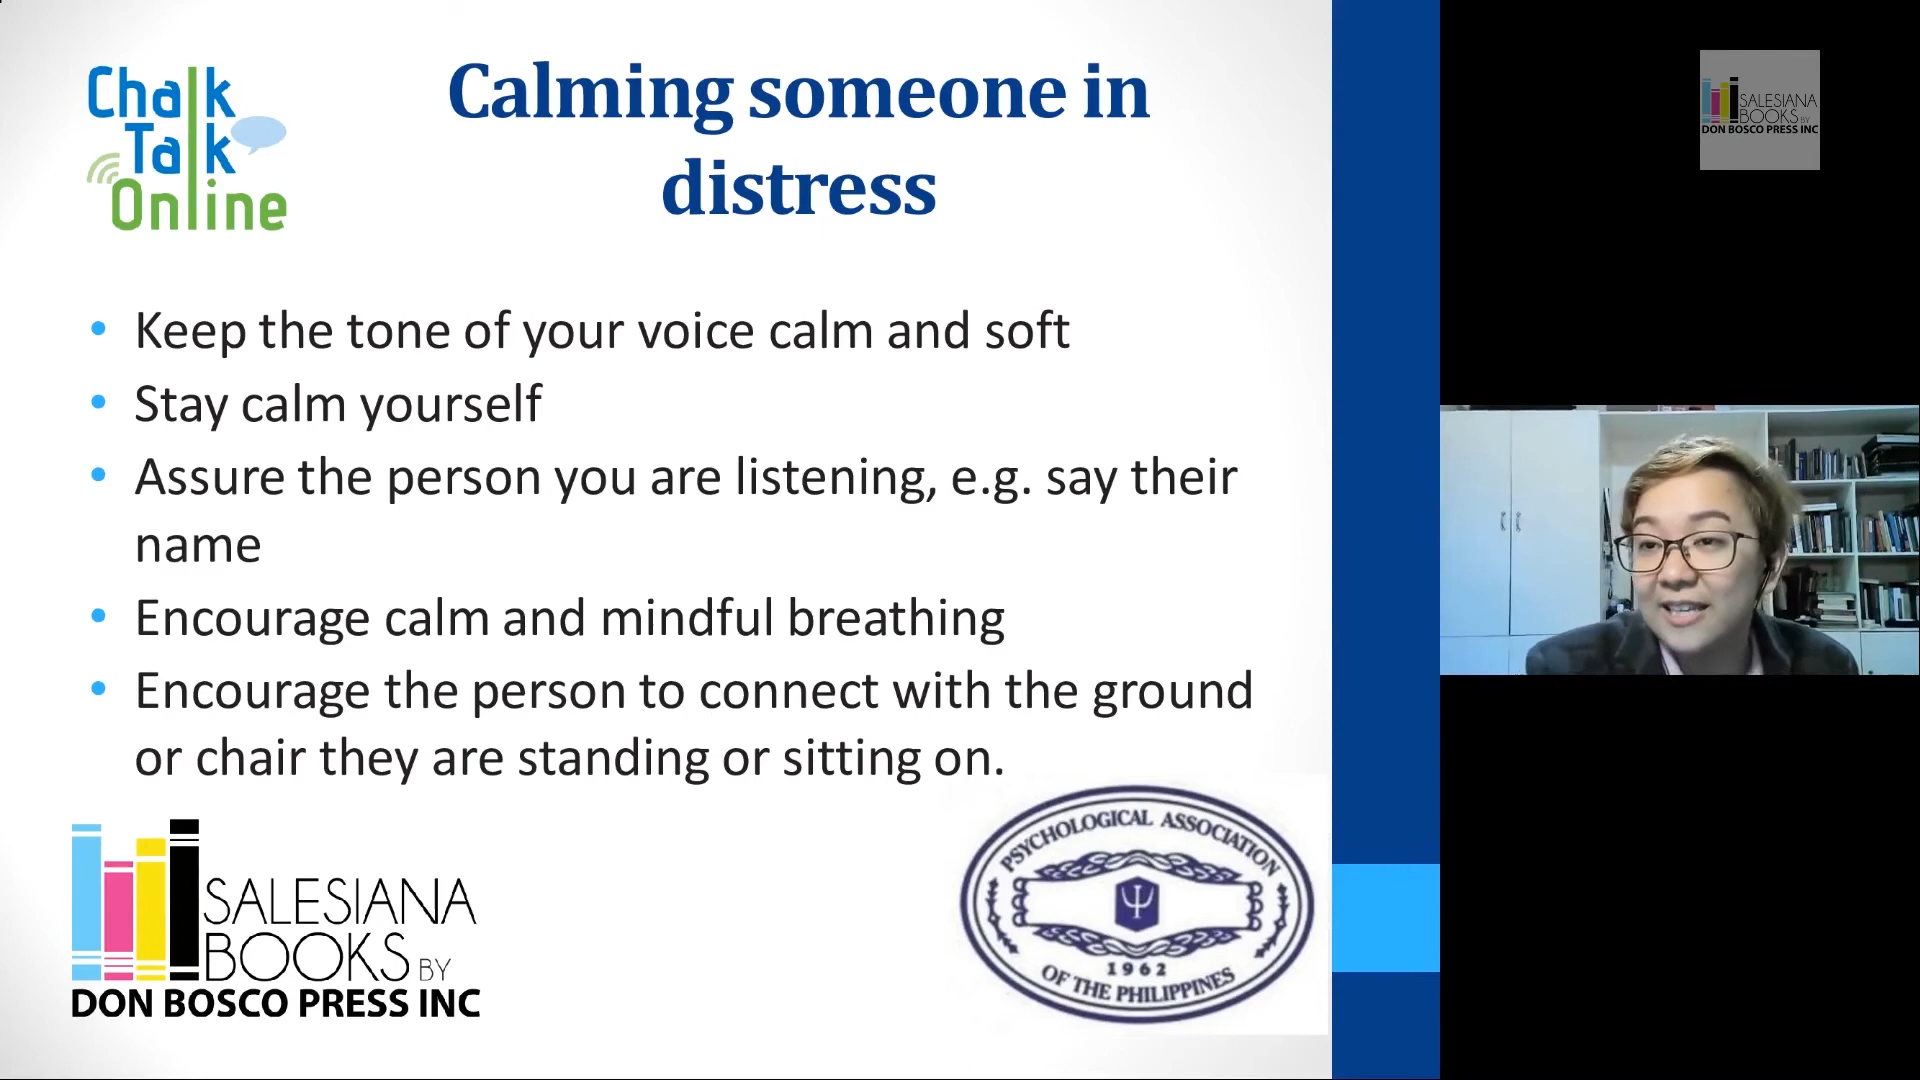 Chalk
Talk
Online
Calming someone in
distress
• Keep the tone of your voice calm and soft
• Stay calm yourself
• Assure the person you are listening, e.g. say their
name
• Encourage calm and mindful breathing
• Encourage the person to connect with the ground
or chair they are standing or sitting on.
SALESIANA
BOOKS BY
DON BOSCO PRESS INC
PSYCHOLOGICAL ASSOCIATION
1962
OF THE PHILIPPINES
SALESIANA
BOOKS BY
DON BOSCO PRESS INC